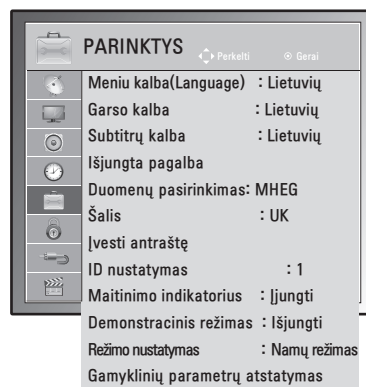 PARINKTYS
Perkelti
Gerai
Meniu kalba(Language) : Lietuvių
Garso kalba : Lietuvių
Subtitrų kalba : Lietuvių
Išjungta pagalba
Duomenų pasirinkimas: MHEG
Šalis : UK
Įvesti antraštę
ID nustatymas : 1
Maitinimo indikatorius : Įjungti
Demonstracinis režimas : Išjungti
Režimo nustatymas : Namų režimas
Gamyklinių parametrų atstatymas